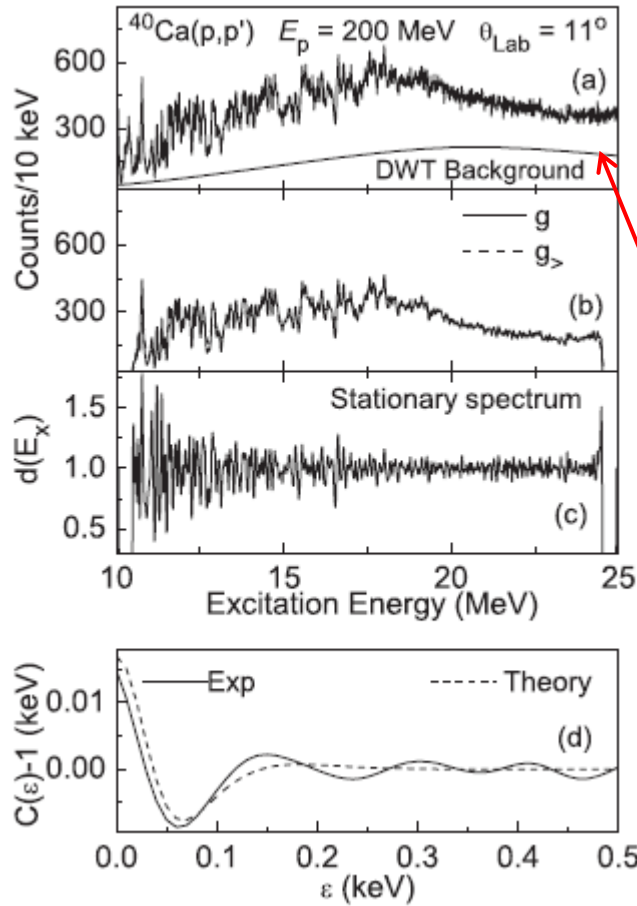 ⁴⁰Ca(p,p') E_p = 200 MeV θ_Lab = 11°
600
(a)
300
DWT Background
Counts/10 keV
g
600
g_>
(b)
300
Stationary spectrum
1.5
d(E_x)
1.0
0.5
(c)
10 15 20 25
Excitation Energy (MeV)
Exp Theory
0.01
(d)
C(ε)-1 (keV)
0.00
0.0 0.1 0.2 0.3 0.4 0.5
ε (keV)